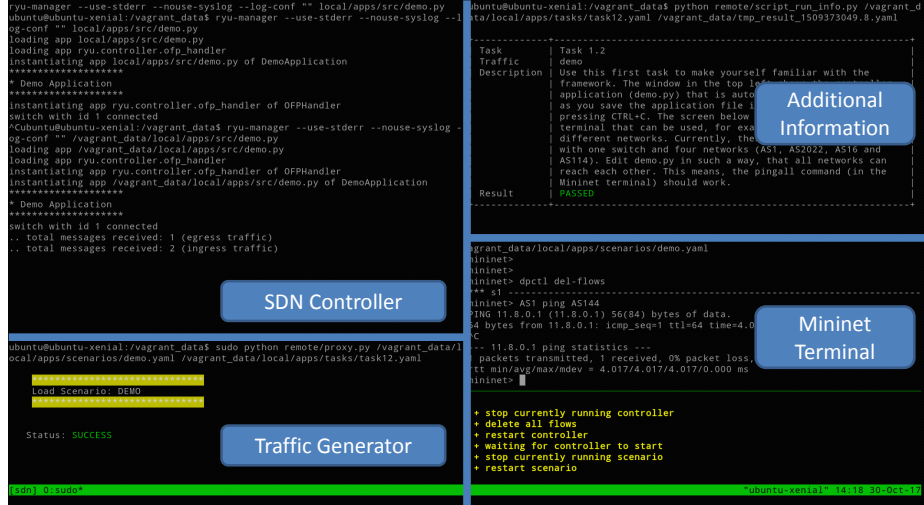 ryu-manager --use-stderr --nouse-syslog --log-conf "" local/apps/src/demo.py
ubuntu@ubuntu-xenial:/vagrant_data$ ryu-manager --use-stderr --nouse-syslog --l
og-conf "" local/apps/src/demo.py
loading app local/apps/src/demo.py
loading app ryu.controller.ofp_handler
instantiating app local/apps/src/demo.py of DemoApplication
********************
* Demo Application
********************
instantiating app ryu.controller.ofp_handler of OFPHandler
switch with id 1 connected
^Cubuntu@ubuntu-xenial:/vagrant_data$ ryu-manager --use-stderr --nouse-syslog -
og-conf "" /vagrant_data/local/apps/src/demo.py
loading app /vagrant_data/local/apps/src/demo.py
loading app ryu.controller.ofp_handler
instantiating app ryu.controller.ofp_handler of OFPHandler
instantiating app /vagrant_data/local/apps/src/demo.py of DemoApplication
********************
* Demo Application
********************
switch with id 1 connected
.. total messages received: 1 (egress traffic)
.. total messages received: 2 (ingress traffic)
SDN Controller
ubuntu@ubuntu-xenial:/vagrant_data$ python remote/script_run_info.py /vagrant_d
ata/local/apps/tasks/task12.yaml /vagrant_data/tmp_result_1509373049.8.yaml
Task | Task 1.2
Traffic | demo
Description | Use this first task to make yourself familiar with the
| framework. The window in the top
| application (demo.py) that is auto
| as you save the application file i
| pressing CTRL+C. The screen below
| terminal that can be used, for exa
| different networks. Currently, the
| with one switch and four networks (AS1, AS2022, AS16 and
| AS114). Edit demo.py in such a way, that all networks can
| reach each other. This means, the pingall command (in the
| Mininet terminal) should work.
Result | PASSED
Additional
Information
ubuntu@ubuntu-xenial:/vagrant_data$ sudo python remote/proxy.py /vagrant_data/l
ocal/apps/scenarios/demo.yaml /vagrant_data/local/apps/tasks/task12.yaml
******************************
Load Scenario: DEMO
******************************
Status: SUCCESS
Traffic Generator
agrant_data/local/apps/scenarios/demo.yaml
mininet>
mininet>
mininet> dpctl del-flows
*** s1 ---
mininet> AS1 ping AS144
PING 11.8.0.1 (11.8.0.1) 56(84) bytes of data.
64 bytes from 11.8.0.1: icmp_seq=1 ttl=64 time=4.0
^C
--- 11.8.0.1 ping statistics ---
packets transmitted, 1 received, 0% packet loss,
rtt min/avg/max/mdev = 4.017/4.017/4.017/0.000 ms
mininet>
Mininet
Terminal
+ stop currently running controller
+ delete all flows
+ restart controller
+ waiting for controller to start
+ stop currently running scenario
+ restart scenario
[sdn] 0:sudo* "ubuntu-xenial" 14:18 30-Oct-17